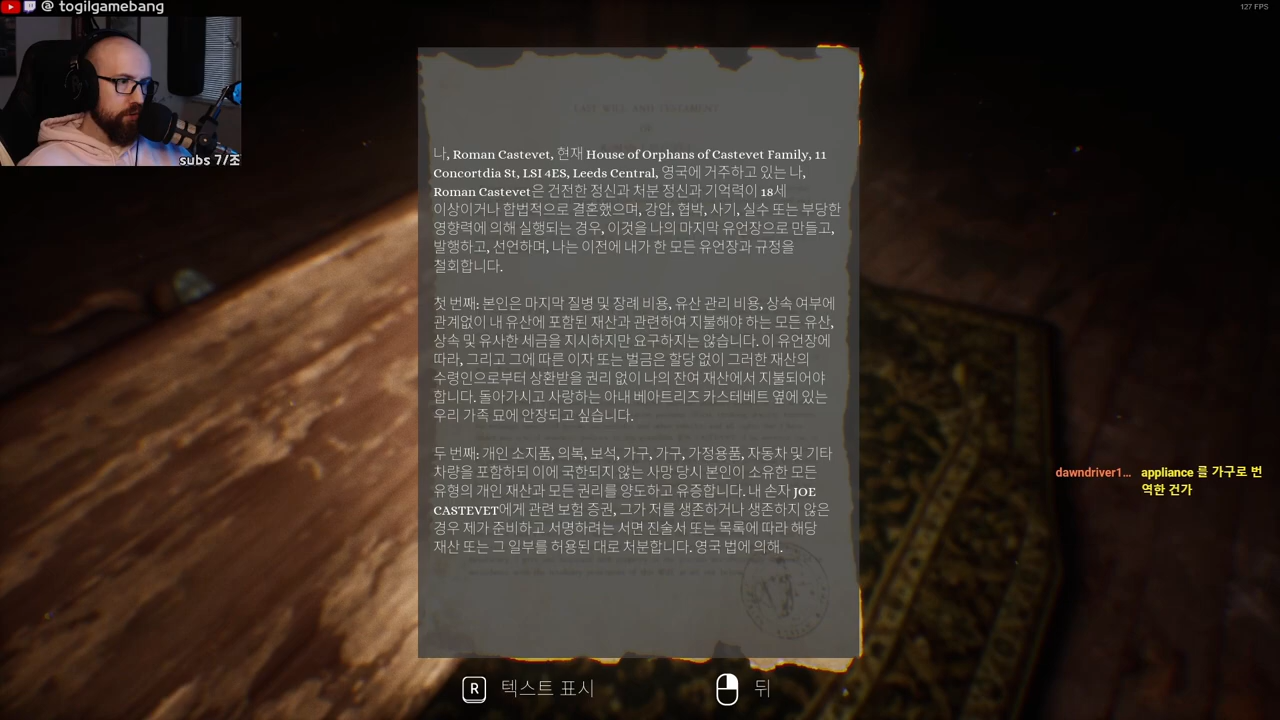 @ togilgamebang
127 FPS
subs 7/조
LAST WILL AND TESTAMENT
OF
나, Roman Castevet, 현재 House of Orphans of Castevet Family, 11
Concortdia St, LSI 4ES, Leeds Central, 영국에 거주하고 있는 나,
Roman Castevet은 건전한 정신과 처분 정신과 기억력이 18세
이상이거나 합법적으로 결혼했으며, 강압, 협박, 사기, 실수 또는 부당한
영향력에 의해 실행되는 경우, 이것을 나의 마지막 유언장으로 만들고,
발행하고, 선언하며, 나는 이전에 내가 한 모든 유언장과 규정을
철회합니다.
첫 번째: 본인은 마지막 질병 및 장례 비용, 유산 관리 비용, 상속 여부에
관계없이 내 유산에 포함된 재산과 관련하여 지불해야 하는 모든 유산,
상속 및 유사한 세금을 지시하지만 요구하지는 않습니다. 이 유언장에
따라, 그리고 그에 따른 이자 또는 벌금은 할당 없이 그러한 재산의
수령인으로부터 상환받을 권리 없이 나의 잔여 재산에서 지불되어야
합니다. 돌아가시고 사랑하는 아내 베아트리즈 카스테베트 옆에 있는
우리 가족 묘에 안장되고 싶습니다.
두 번째: 개인 소지품, 의복, 보석, 가구, 가구, 가정용품, 자동차 및 기타
차량을 포함하되 이에 국한되지 않는 사망 당시 본인이 소유한 모든
유형의 개인 재산과 모든 권리를 양도하고 유증합니다. 내 손자 JOE
CASTEVET에게 관련 보험 증권, 그가 저를 생존하거나 생존하지 않은
경우 제가 준비하고 서명하려는 서면 진술서 또는 목록에 따라 해당
재산 또는 그 일부를 허용된 대로 처분합니다. 영국 법에 의해.
dawndriver1... appliance 를 가구로 번
역한 건가
R 텍스트 표시
뒤